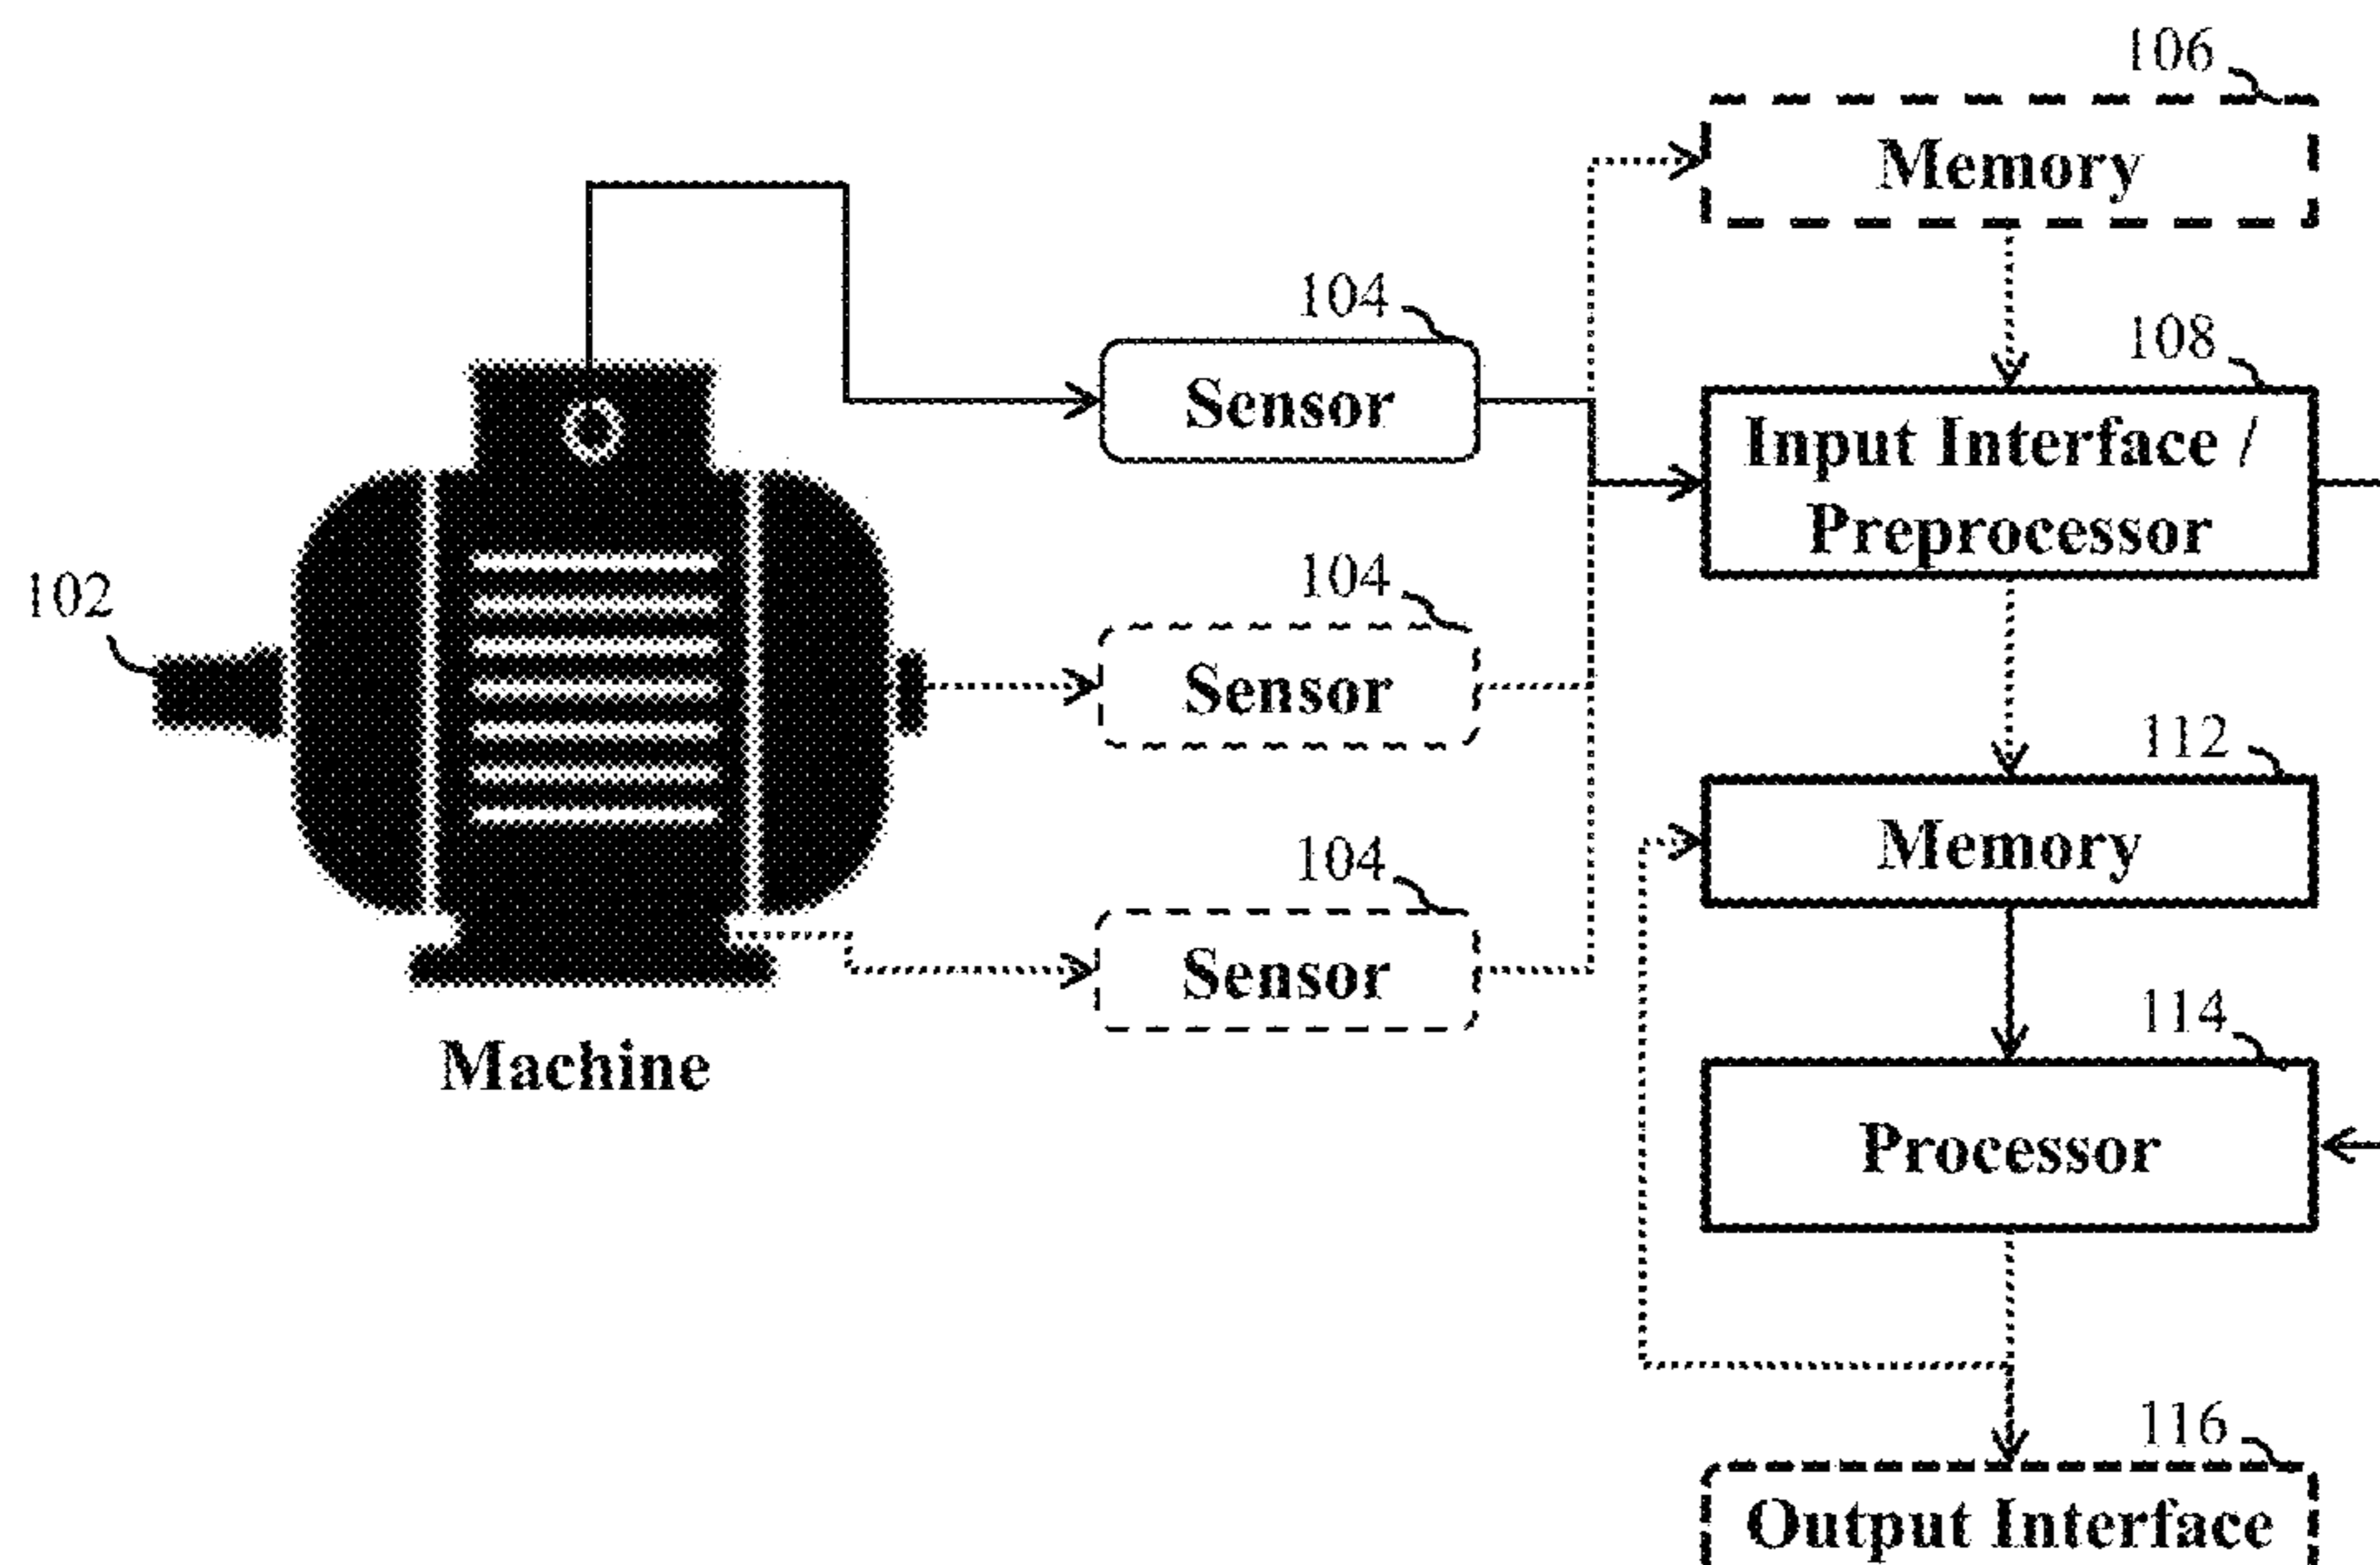 106
Memory
104
Sensor
108
Input Interface /
Preprocessor
102
104
Sensor
112
Memory
104
Sensor
114
Machine
Processor
116
Output Interface